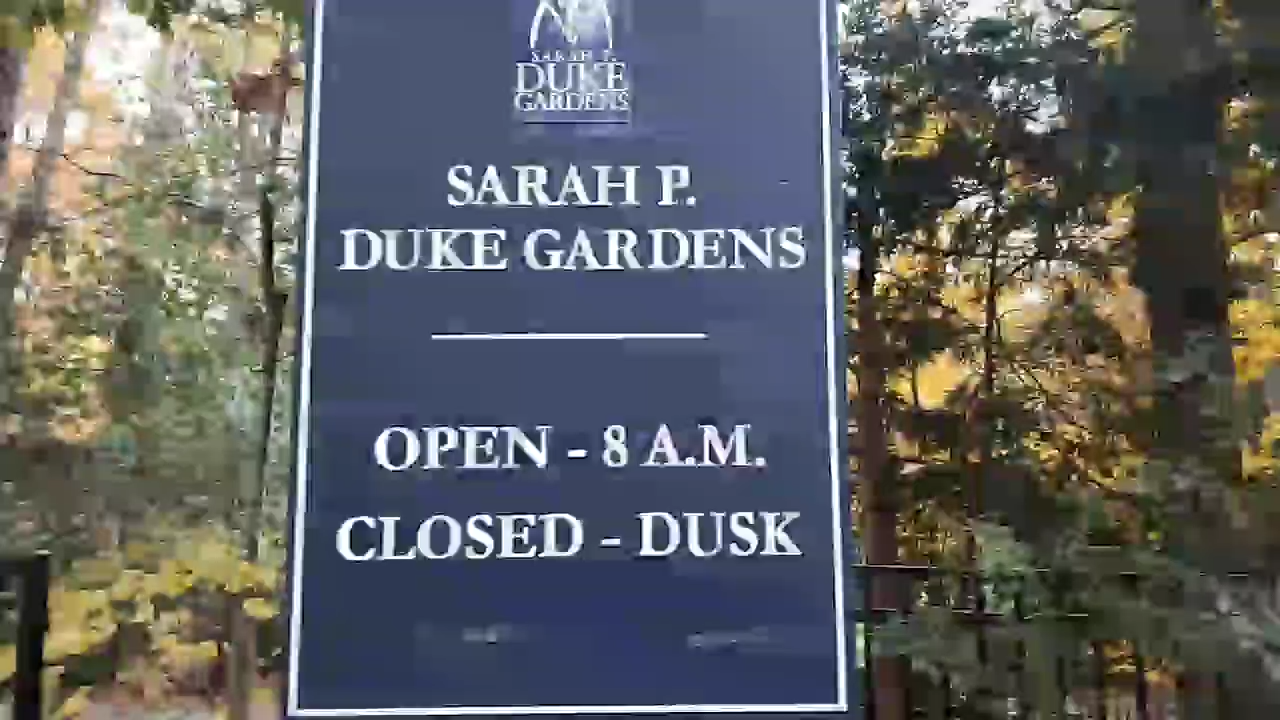 SARAH P.
DUKE
GARDENS
SARAH P.
DUKE GARDENS
OPEN - 8 A.M.
CLOSED - DUSK